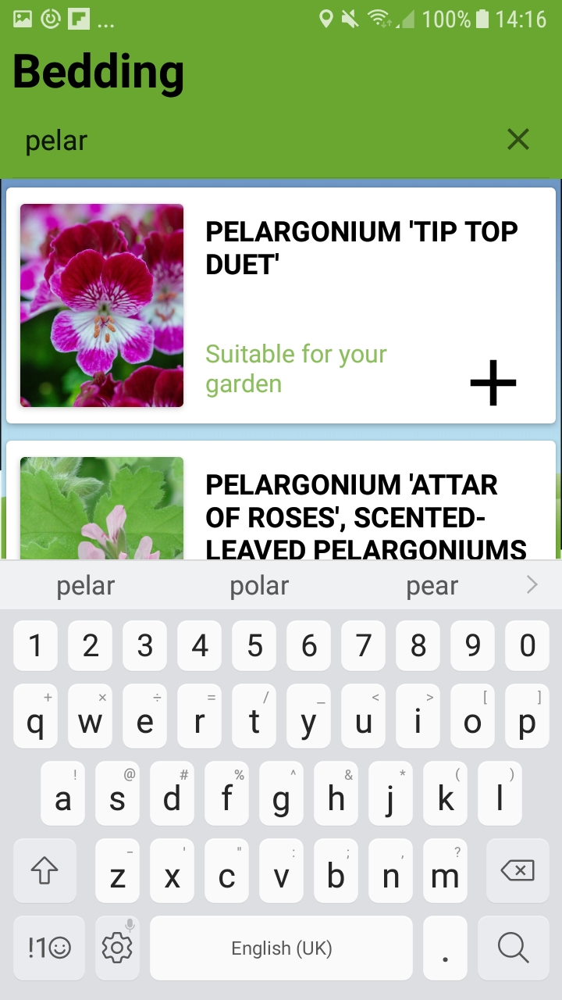 ... 100% 14:16
Bedding
pelar
PELARGONIUM 'TIP TOP
DUET'
Suitable for your
garden
PELARGONIUM 'ATTAR
OF ROSES', SCENTED-
LEAVED PELARGONIUMS
pelar polar pear
1 2 3 4 5 6 7 8 9 0
+ × ÷ = / _ < > [ ]
q w e r t y u i o p
! @ # % ^ & * ( )
a s d f g h j k l
- ' " : ; , ?
z x c v b n m
!1☺ English (UK) .